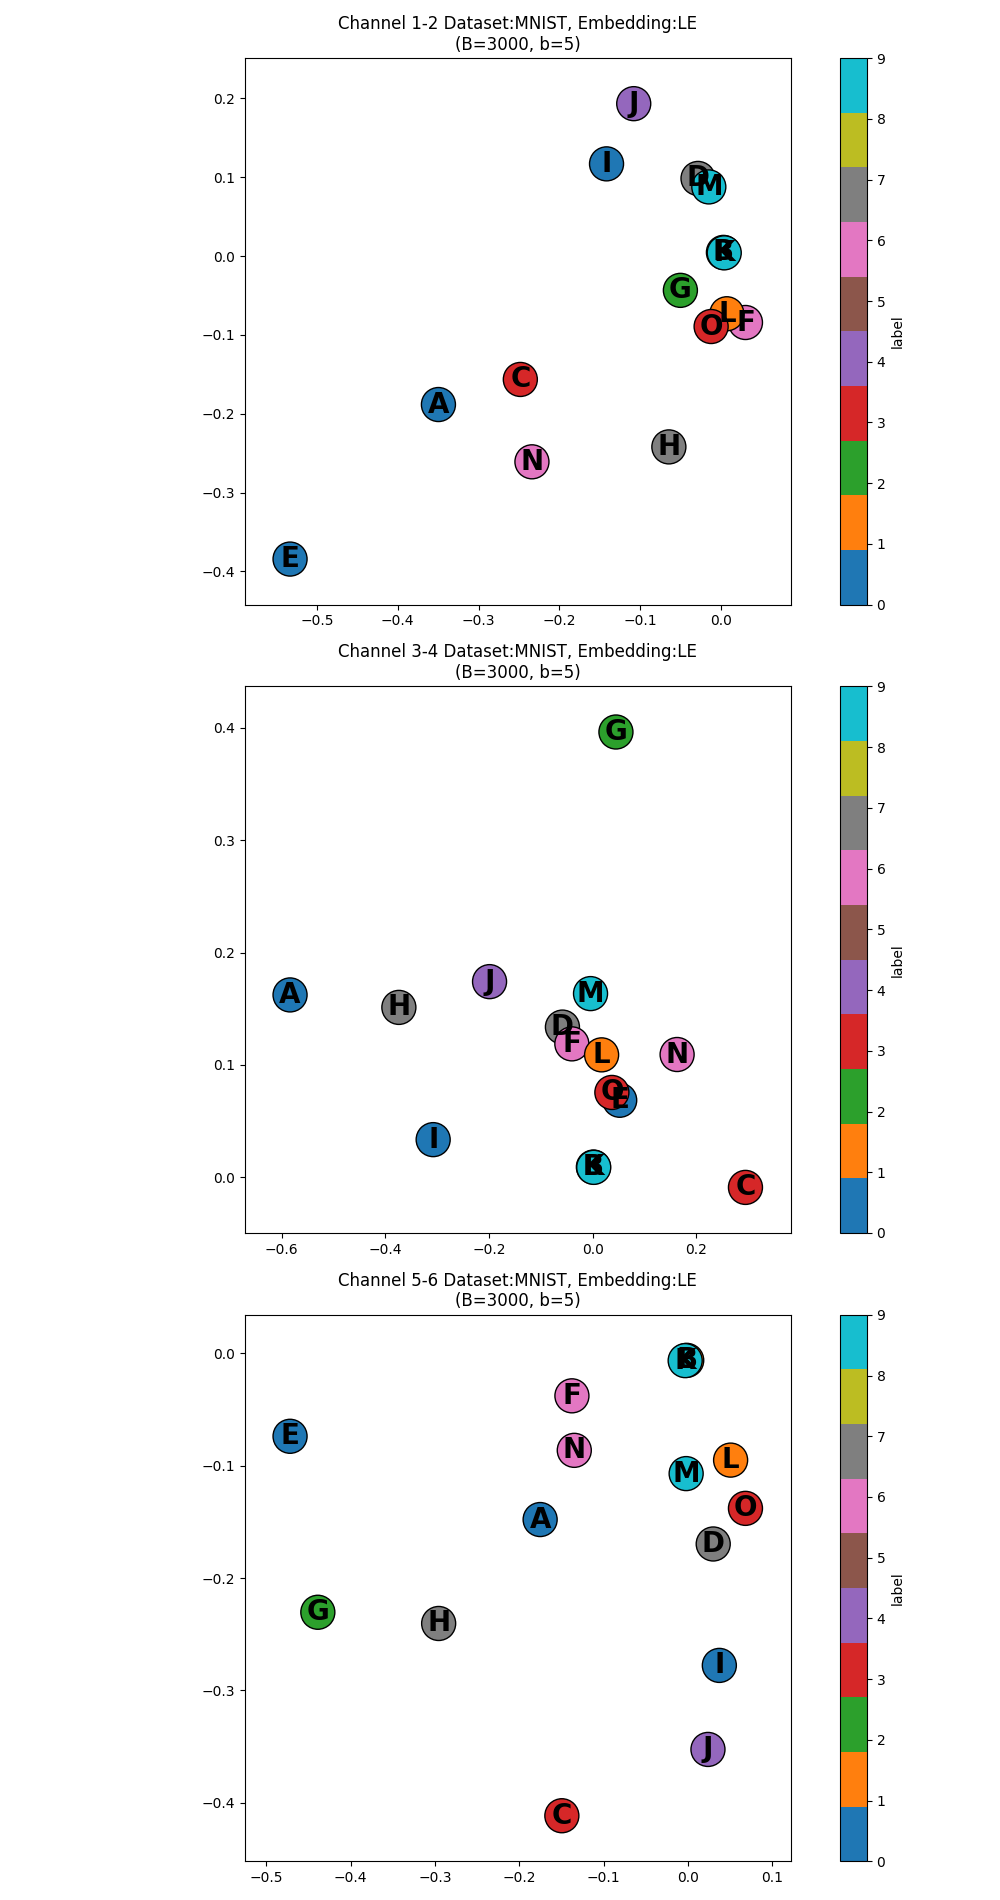 Channel 1-2 Dataset:MNIST, Embedding:LE
(B=3000, b=5)
0.2
0.1
0.0
−0.1
−0.2
−0.3
−0.4
−0.5
−0.4
−0.3
−0.2
−0.1
0.0
J
I
D
M
K
G
L
F
O
C
A
H
N
E
9
8
7
6
5
4
3
2
1
0
label
Channel 3-4 Dataset:MNIST, Embedding:LE
(B=3000, b=5)
0.4
0.3
0.2
0.1
0.0
−0.6
−0.4
−0.2
0.0
0.2
G
J
A
M
H
D
F
L
N
O
E
I
B
K
C
9
8
7
6
5
4
3
2
1
0
label
Channel 5-6 Dataset:MNIST, Embedding:LE
(B=3000, b=5)
0.0
−0.1
−0.2
−0.3
−0.4
−0.5
−0.4
−0.3
−0.2
−0.1
0.0
0.1
B
K
F
E
N
L
M
O
A
D
G
H
I
J
C
9
8
7
6
5
4
3
2
1
0
label